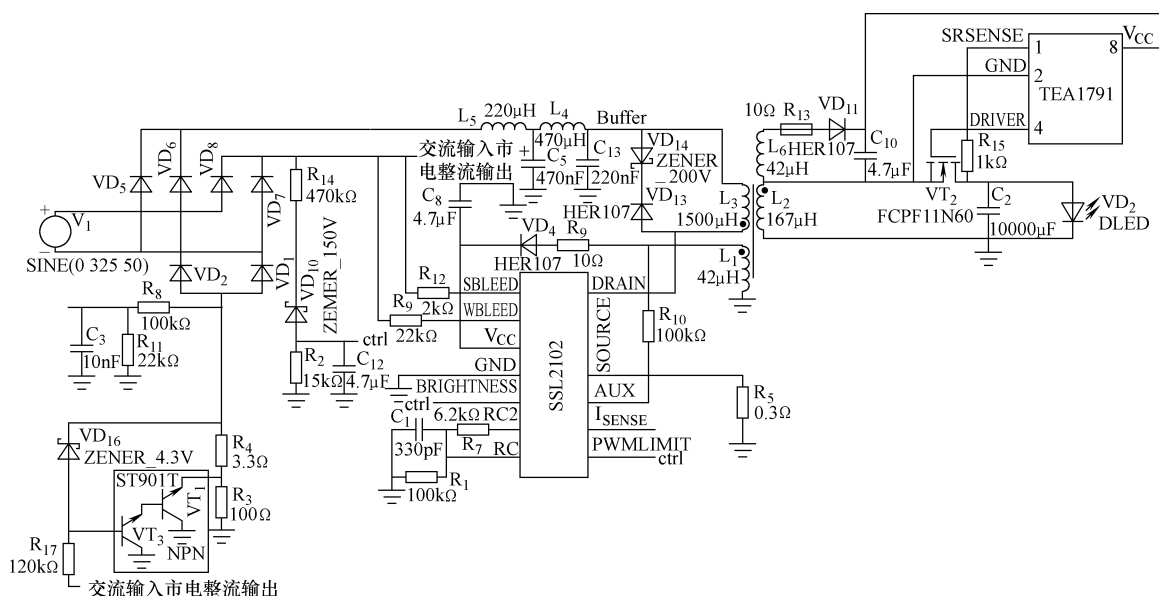 SRSENSE
1
8
VCC
GND
2
TEA1791
DRIVER
4
10Ω
R13
VD11
L6
HER107
42μH
C10
4.7μF
R15
1kΩ
VT2
FCPF11N60
L5
220μH
L4
470μH
Buffer
VD6
VD8
VD5
VD7
交流输入市
电整流输出
+
C5
470nF
C13
220nF
VD14
ZENER
_200V
VD13
HER107
L3
1500μH
L2
167μH
C2
10000μF
VD2
DLED
+
V1
−
SINE(0 325 50)
R14
470kΩ
C8
4.7μF
VD4
HER107
R9
10Ω
L1
42μH
VD2
VD1
VD10
ZEMER_150V
R12
2kΩ
R9
22kΩ
SBLEED
WBLEED
VCC
GND
BRIGHTNESS
RC2
RC
SSL2102
DRAIN
SOURCE
AUX
ISENSE
PWMLIMIT
ctrl
R10
100kΩ
R5
0.3Ω
R8
100kΩ
C3
10nF
R11
22kΩ
ctrl
R2
15kΩ
C12
4.7μF
ctrl
C1
330pF
6.2kΩ
R7
R1
100kΩ
VD16
ZENER_4.3V
R4
3.3Ω
ST901T
VT1
VT3
NPN
R3
100Ω
R17
120kΩ
交流输入市电整流输出